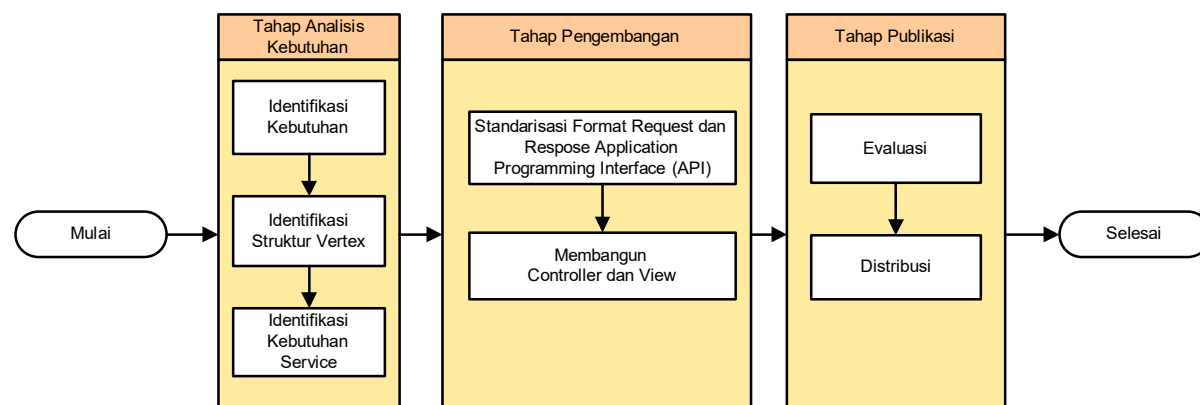 Tahap Analisis
Kebutuhan
Tahap Pengembangan
Tahap Publikasi
Mulai
Identifikasi
Kebutuhan
Identifikasi
Struktur Vertex
Identifikasi
Kebutuhan
Service
Standarisasi Format Request dan
Respose Application
Programming Interface (API)
Membangun
Controller dan View
Evaluasi
Distribusi
Selesai